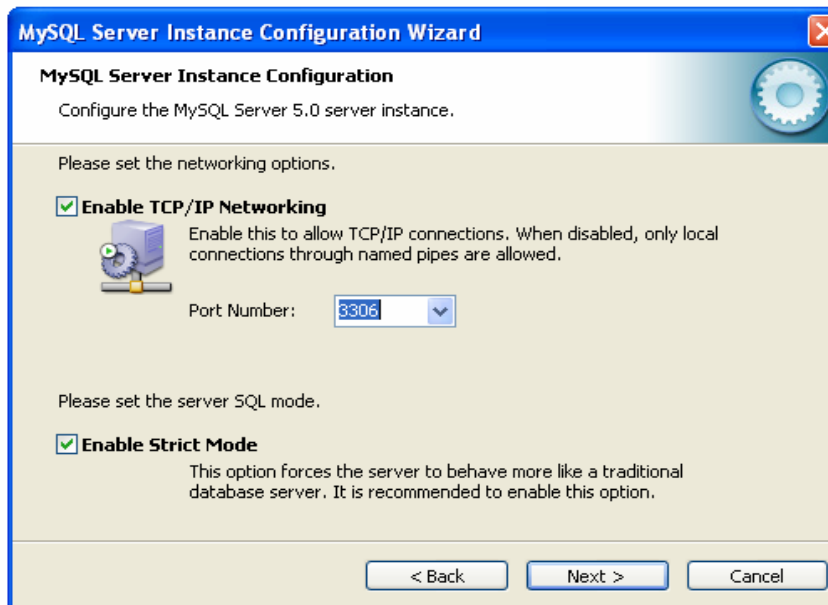 MySQL Server Instance Configuration Wizard
MySQL Server Instance Configuration
Configure the MySQL Server 5.0 server instance.
Please set the networking options.
Enable TCP/IP Networking
Enable this to allow TCP/IP connections. When disabled, only local
connections through named pipes are allowed.
Port Number: 3306
Please set the server SQL mode.
Enable Strict Mode
This option forces the server to behave more like a traditional
database server. It is recommended to enable this option.
< Back Next > Cancel